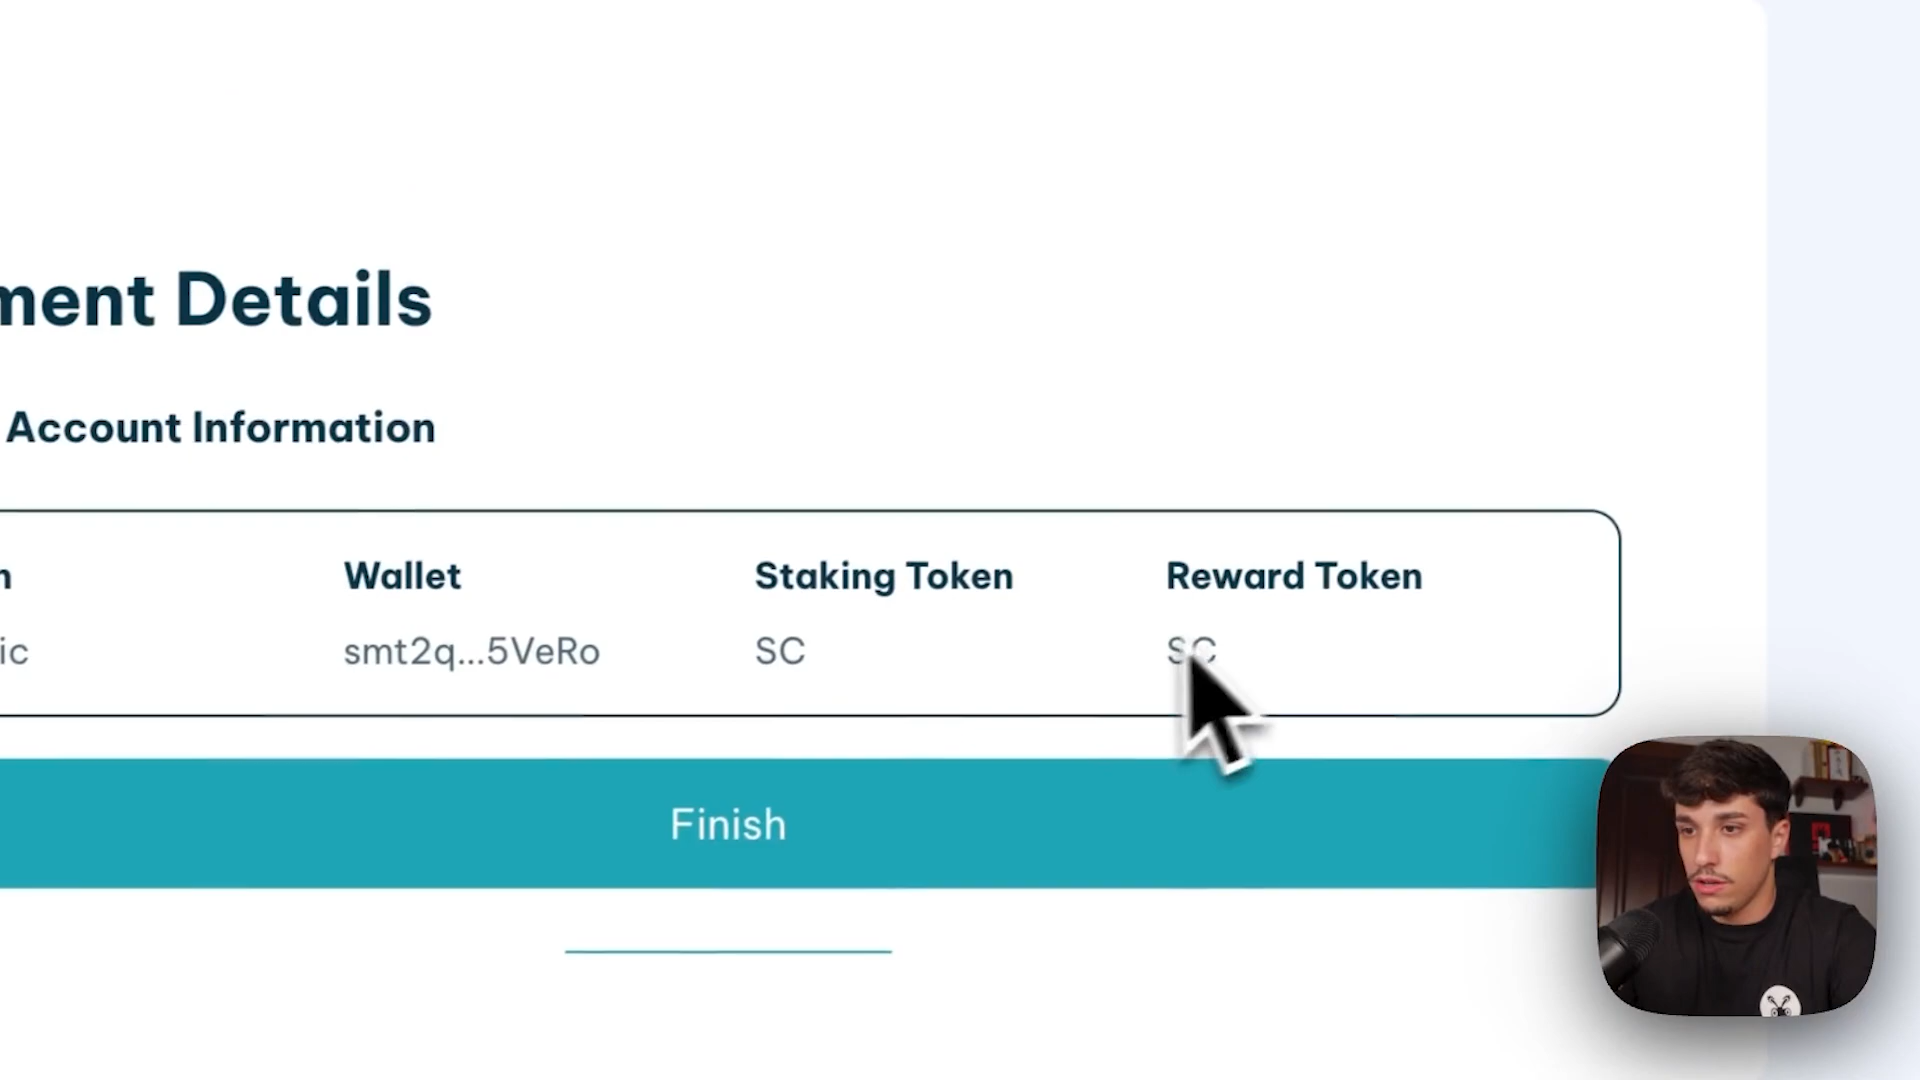 ment Details
Account Information
n Wallet Staking Token Reward Token
ic smt2q...5VeRo SC SC
Finish